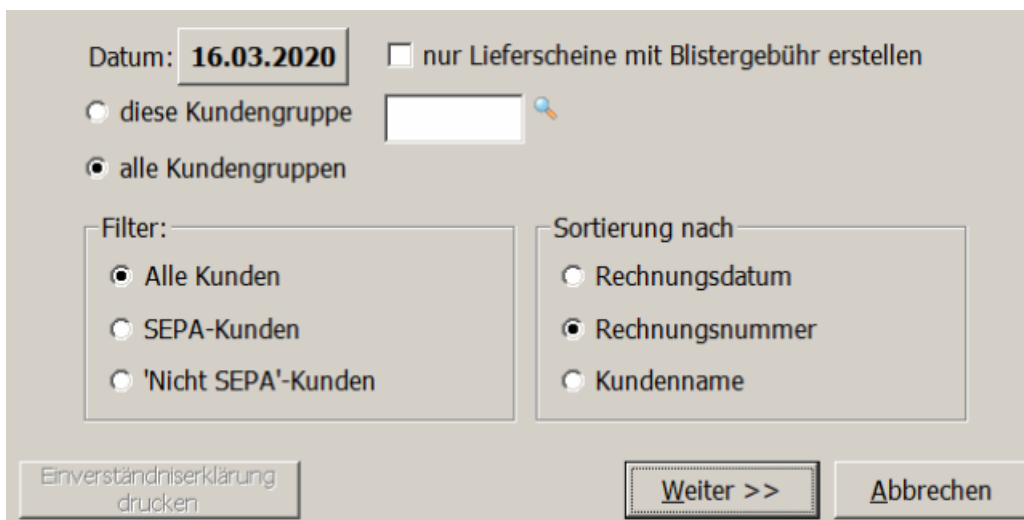 Datum: 16.03.2020 nur Lieferscheine mit Blistergebühr erstellen
diese Kundengruppe
alle Kundengruppen
Filter:
Alle Kunden
SEPA-Kunden
'Nicht SEPA'-Kunden
Sortierung nach
Rechnungsdatum
Rechnungsnummer
Kundenname
Einverständniserklärung
drucken
Weiter >>
Abbrechen